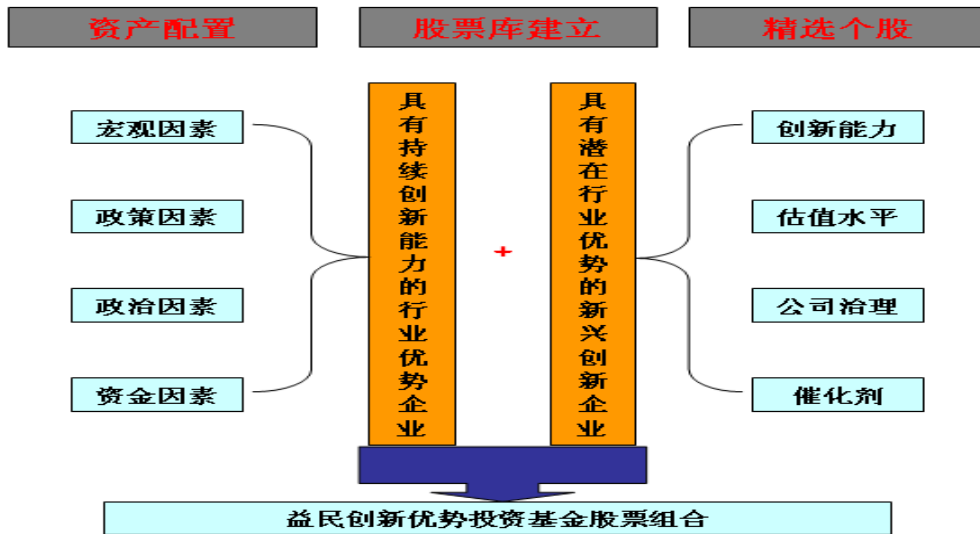 资产配置
股票库建立
精选个股
宏观因素
政策因素
政治因素
资金因素
具有持续创新能力的行业优势企业
+
具有潜在行业优势的新兴创新企业
创新能力
估值水平
公司治理
催化剂
益民创新优势投资基金股票组合